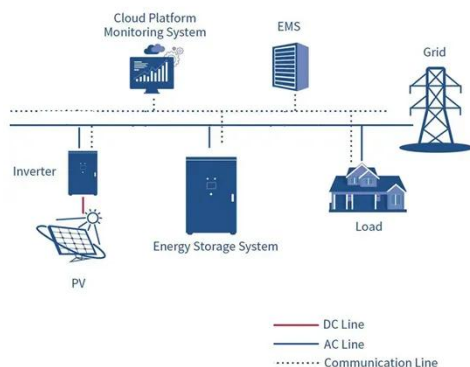 Cloud Platform
Monitoring System
EMS
Grid
Inverter
Energy Storage System
Load
PV
DC Line
AC Line
Communication Line